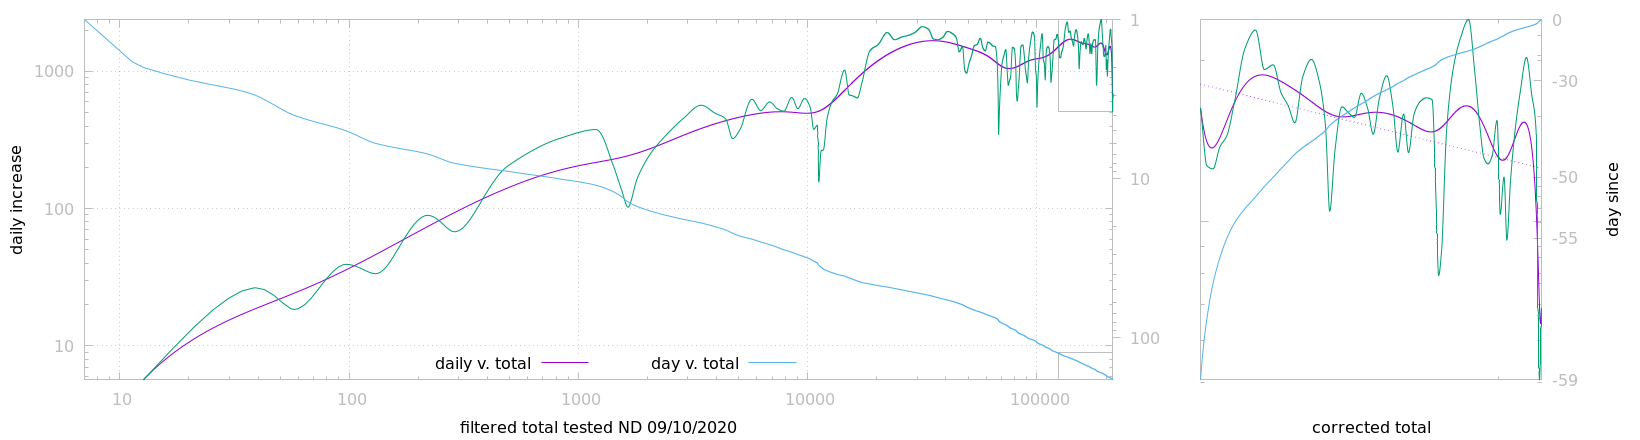 1
0
1000
-30
daily increase
100
10
-50
day since
-55
10
100
daily v. total
day v. total
-59
10
100
1000
10000
100000
filtered total tested ND 09/10/2020
corrected total